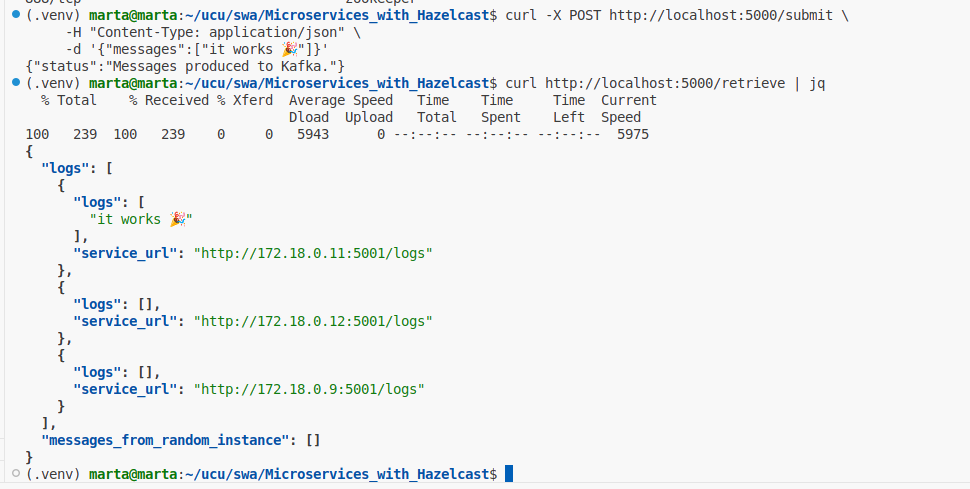 (.venv) marta@marta:~/ucu/swa/Microservices_with_Hazelcast$ curl -X POST http://localhost:5000/submit \
-H "Content-Type: application/json" \
-d '{"messages":["it works 🎉"]}'
{"status":"Messages produced to Kafka."}
(.venv) marta@marta:~/ucu/swa/Microservices_with_Hazelcast$ curl http://localhost:5000/retrieve | jq
% Total % Received % Xferd Average Speed Time Time Time Current
Dload Upload Total Spent Left Speed
100 239 100 239 0 0 5943 0 --:--:-- --:--:-- --:--:-- 5975
{
"logs": [
{
"logs": [
"it works 🎉"
],
"service_url": "http://172.18.0.11:5001/logs"
},
{
"logs": [],
"service_url": "http://172.18.0.12:5001/logs"
},
{
"logs": [],
"service_url": "http://172.18.0.9:5001/logs"
}
],
"messages_from_random_instance": []
}
(.venv) marta@marta:~/ucu/swa/Microservices_with_Hazelcast$